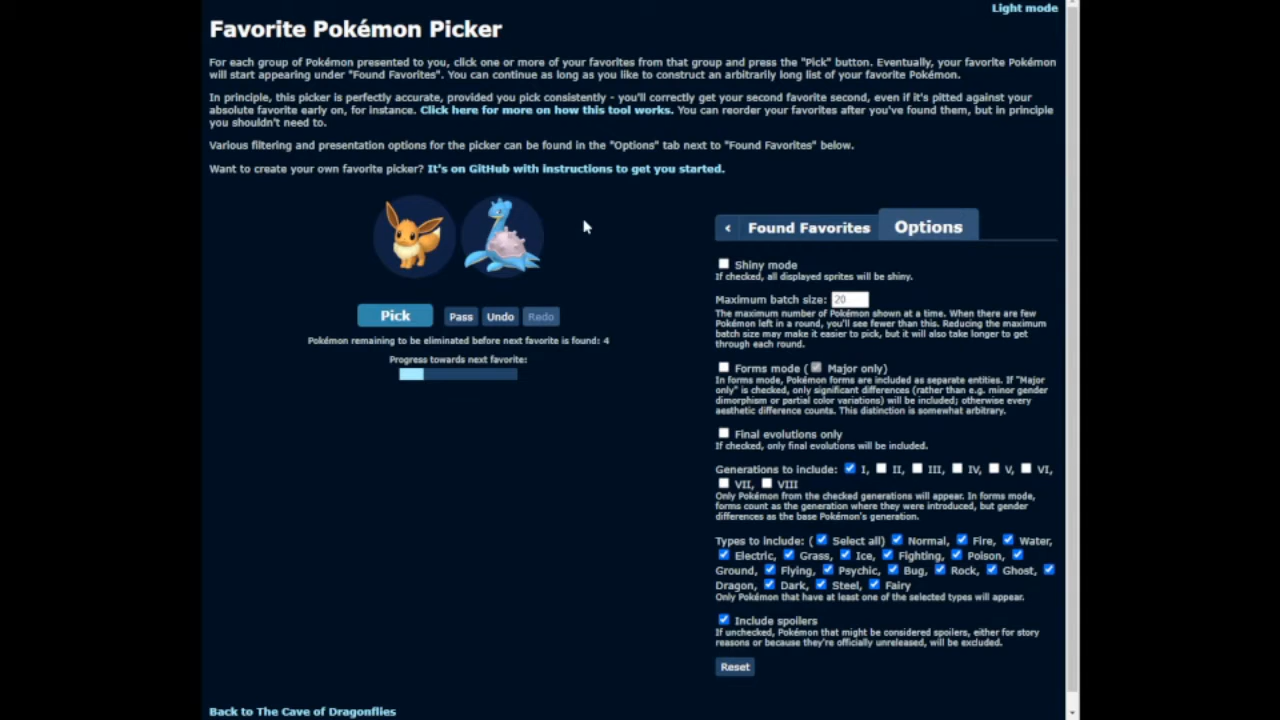 Light mode
Favorite Pokémon Picker
For each group of Pokémon presented to you, click one or more of your favorites from that group and press the "Pick" button. Eventually, your favorite Pokémon
will start appearing under "Found Favorites". You can continue as long as you like to construct an arbitrarily long list of your favorite Pokémon.
In principle, this picker is perfectly accurate, provided you pick consistently - you'll correctly get your second favorite second, even if it's pitted against your
absolute favorite early on, for instance. Click here for more on how this tool works. You can reorder your favorites after you've found them, but in principle
you shouldn't need to.
Various filtering and presentation options for the picker can be found in the "Options" tab next to "Found Favorites" below.
Want to create your own favorite picker? It's on GitHub with instructions to get you started.
Pick Pass Undo Redo
Pokémon remaining to be eliminated before next favorite is found: 4
Progress towards next favorite:
‹ Found Favorites Options
Shiny mode
If checked, all displayed sprites will be shiny.
Maximum batch size: 20
The maximum number of Pokémon shown at a time. When there are few
Pokémon left in a round, you'll see fewer than this. Reducing the maximum
batch size may make it easier to pick, but it will also take longer to get
through each round.
Forms mode ( Major only)
In forms mode, Pokémon forms are included as separate entities. If "Major
only" is checked, only significant differences (rather than e.g. minor gender
dimorphism or partial color variations) will be included; otherwise every
aesthetic difference counts. This distinction is somewhat arbitrary.
Final evolutions only
If checked, only final evolutions will be included.
Generations to include: I, II, III, IV, V, VI,
VII, VIII
Only Pokémon from the checked generations will appear. In forms mode,
forms count as the generation where they were introduced, but gender
differences as the base Pokémon's generation.
Types to include: ( Select all) Normal, Fire, Water,
Electric, Grass, Ice, Fighting, Poison,
Ground, Flying, Psychic, Bug, Rock, Ghost,
Dragon, Dark, Steel, Fairy
Only Pokémon that have at least one of the selected types will appear.
Include spoilers
If unchecked, Pokémon that might be considered spoilers, either for story
reasons or because they're officially unreleased, will be excluded.
Reset
Back to The Cave of Dragonflies